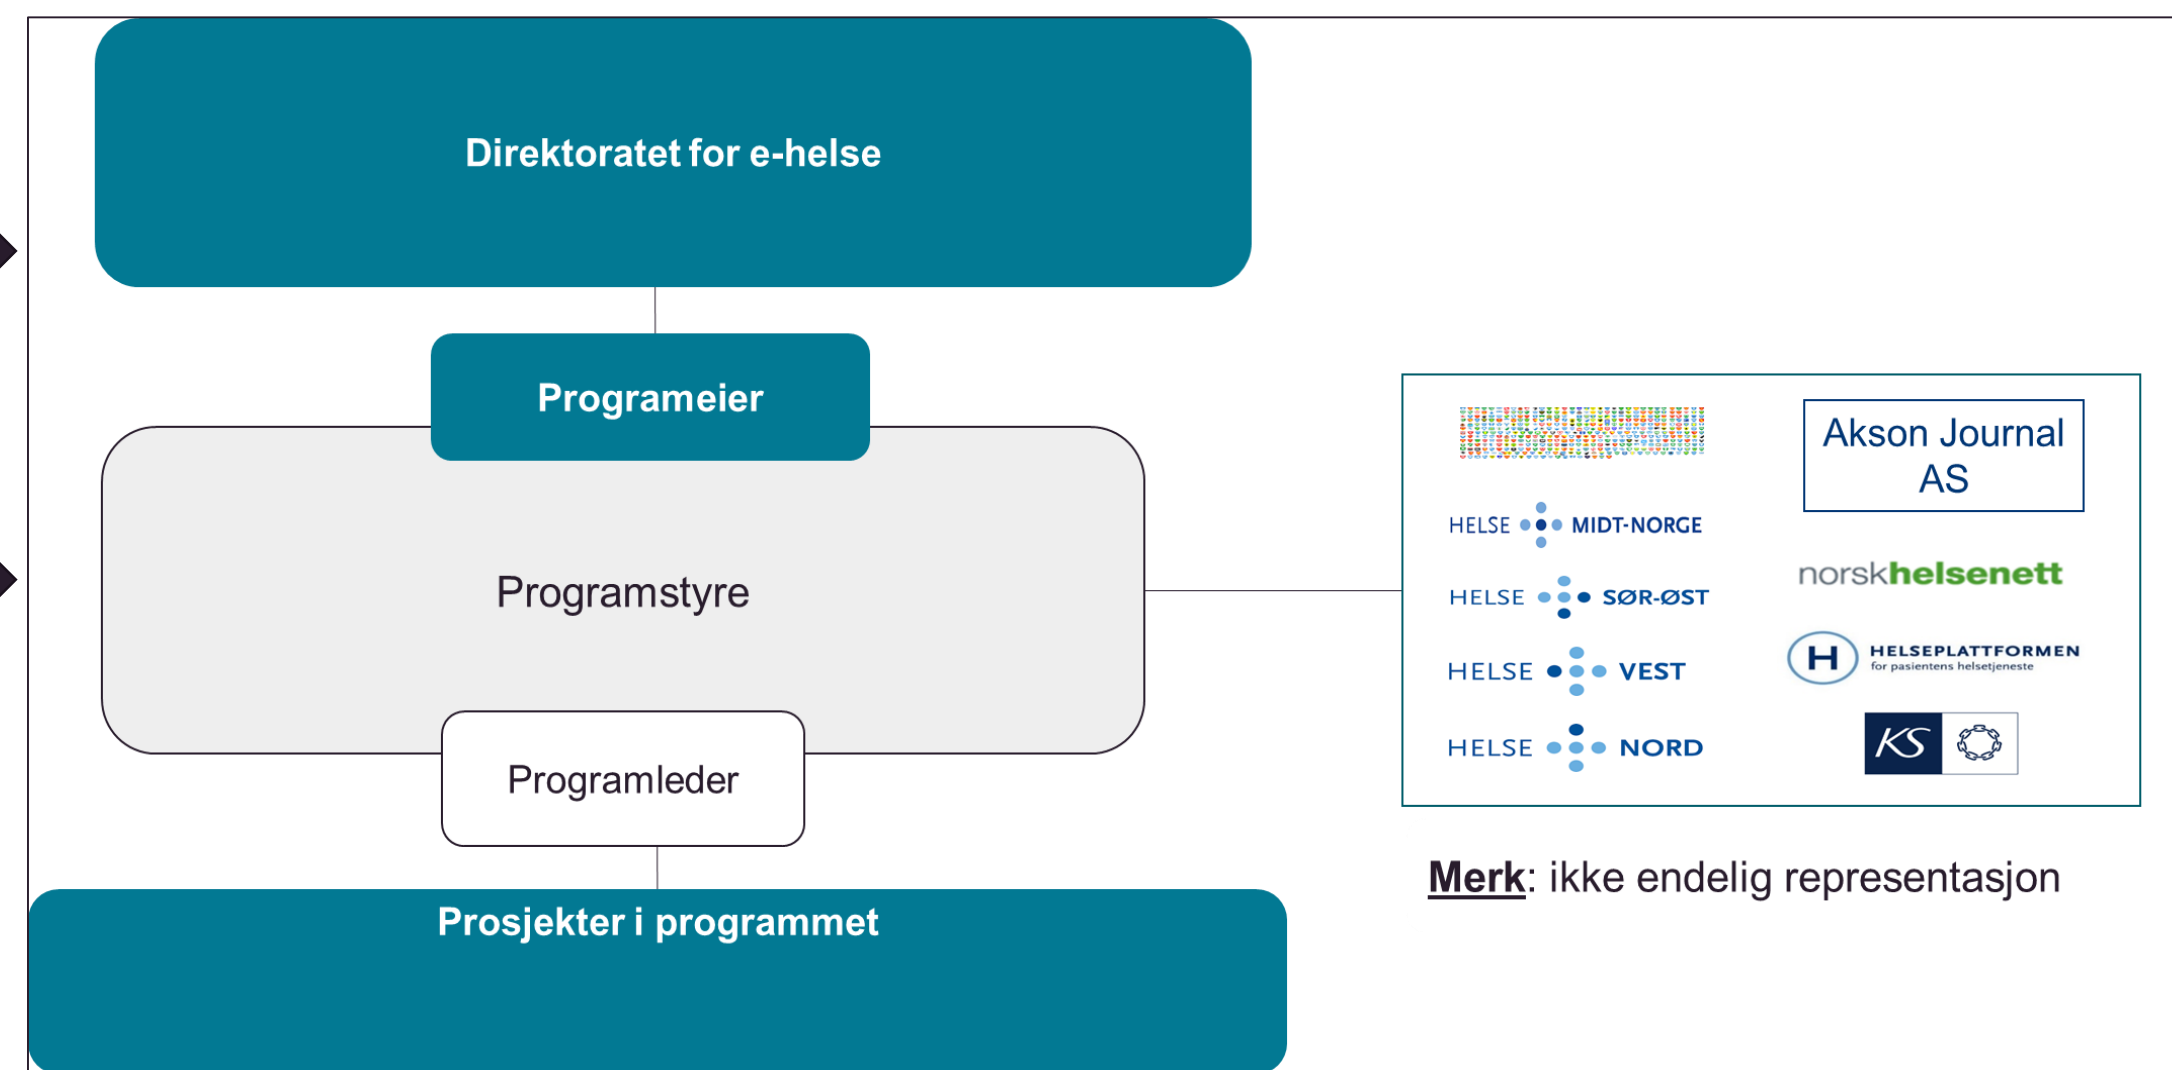 Direktoratet for e-helse
Programeier
Programstyre
Programleder
Prosjekter i programmet
HELSE MIDT-NORGE
HELSE SØR-ØST
HELSE VEST
HELSE NORD
Akson Journal
AS
norskhelsenett
H
HELSEPLATTFORMEN
for pasientens helsetjeneste
KS
Merk: ikke endelig representasjon